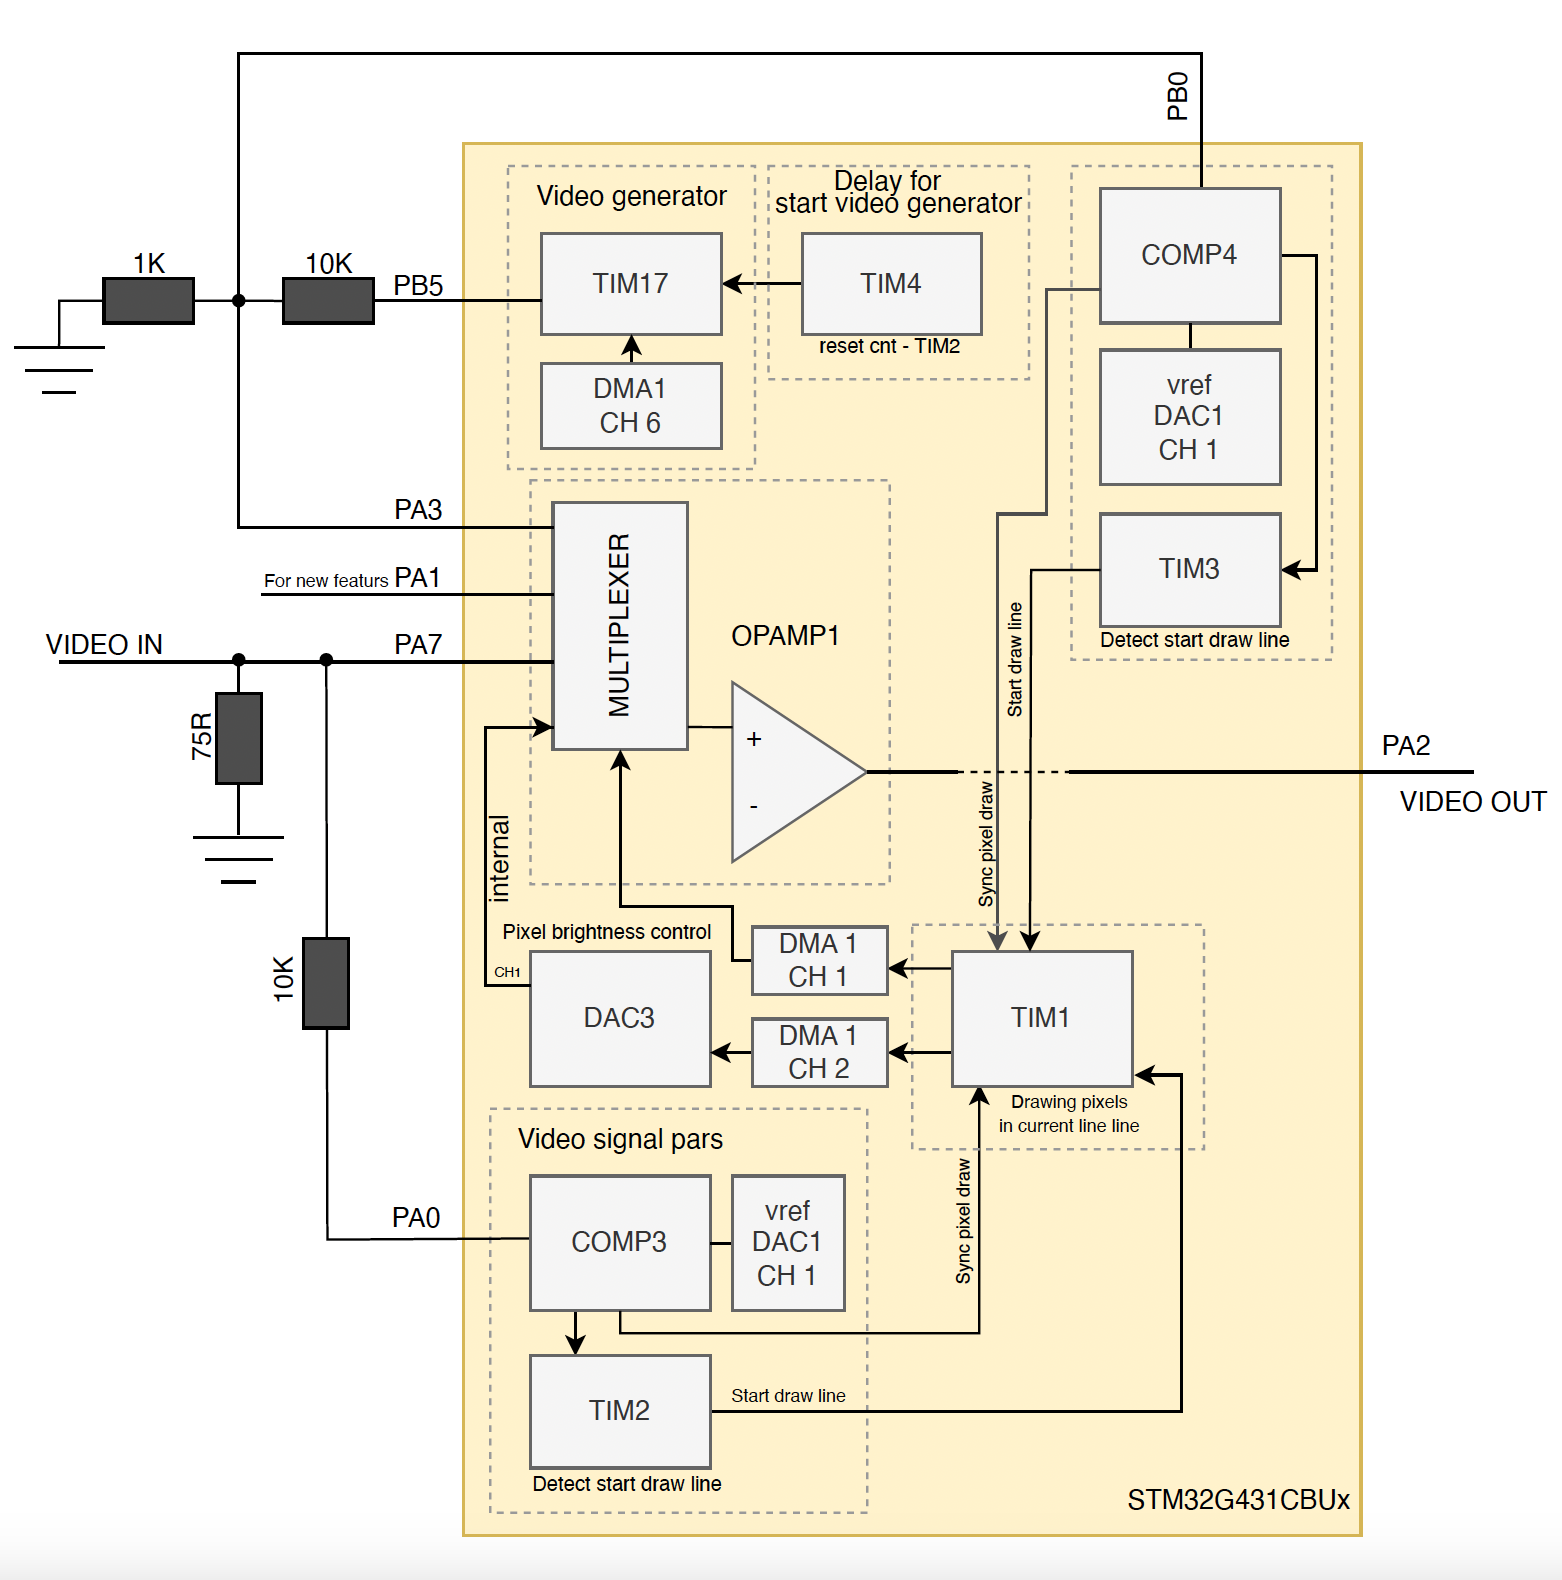 PB0
Video generator
Delay for
start video generator
1K
10K
PB5
TIM17
TIM4
COMP4
reset cnt - TIM2
DMA1
CH 6
vref
DAC1
CH 1
PA3
For new featurs PA1
VIDEO IN
PA7
MULTIPLEXER
OPAMP1
TIM3
Detect start draw line
Start draw line
75R
+
-
PA2
VIDEO OUT
Sync pixel draw
internal
Pixel brightness control
CH1
DAC3
DMA 1
CH 1
DMA 1
CH 2
TIM1
Drawing pixels
in current line line
10K
Video signal pars
PA0
COMP3
vref
DAC1
CH 1
Sync pixel draw
TIM2
Start draw line
Detect start draw line
STM32G431CBUx